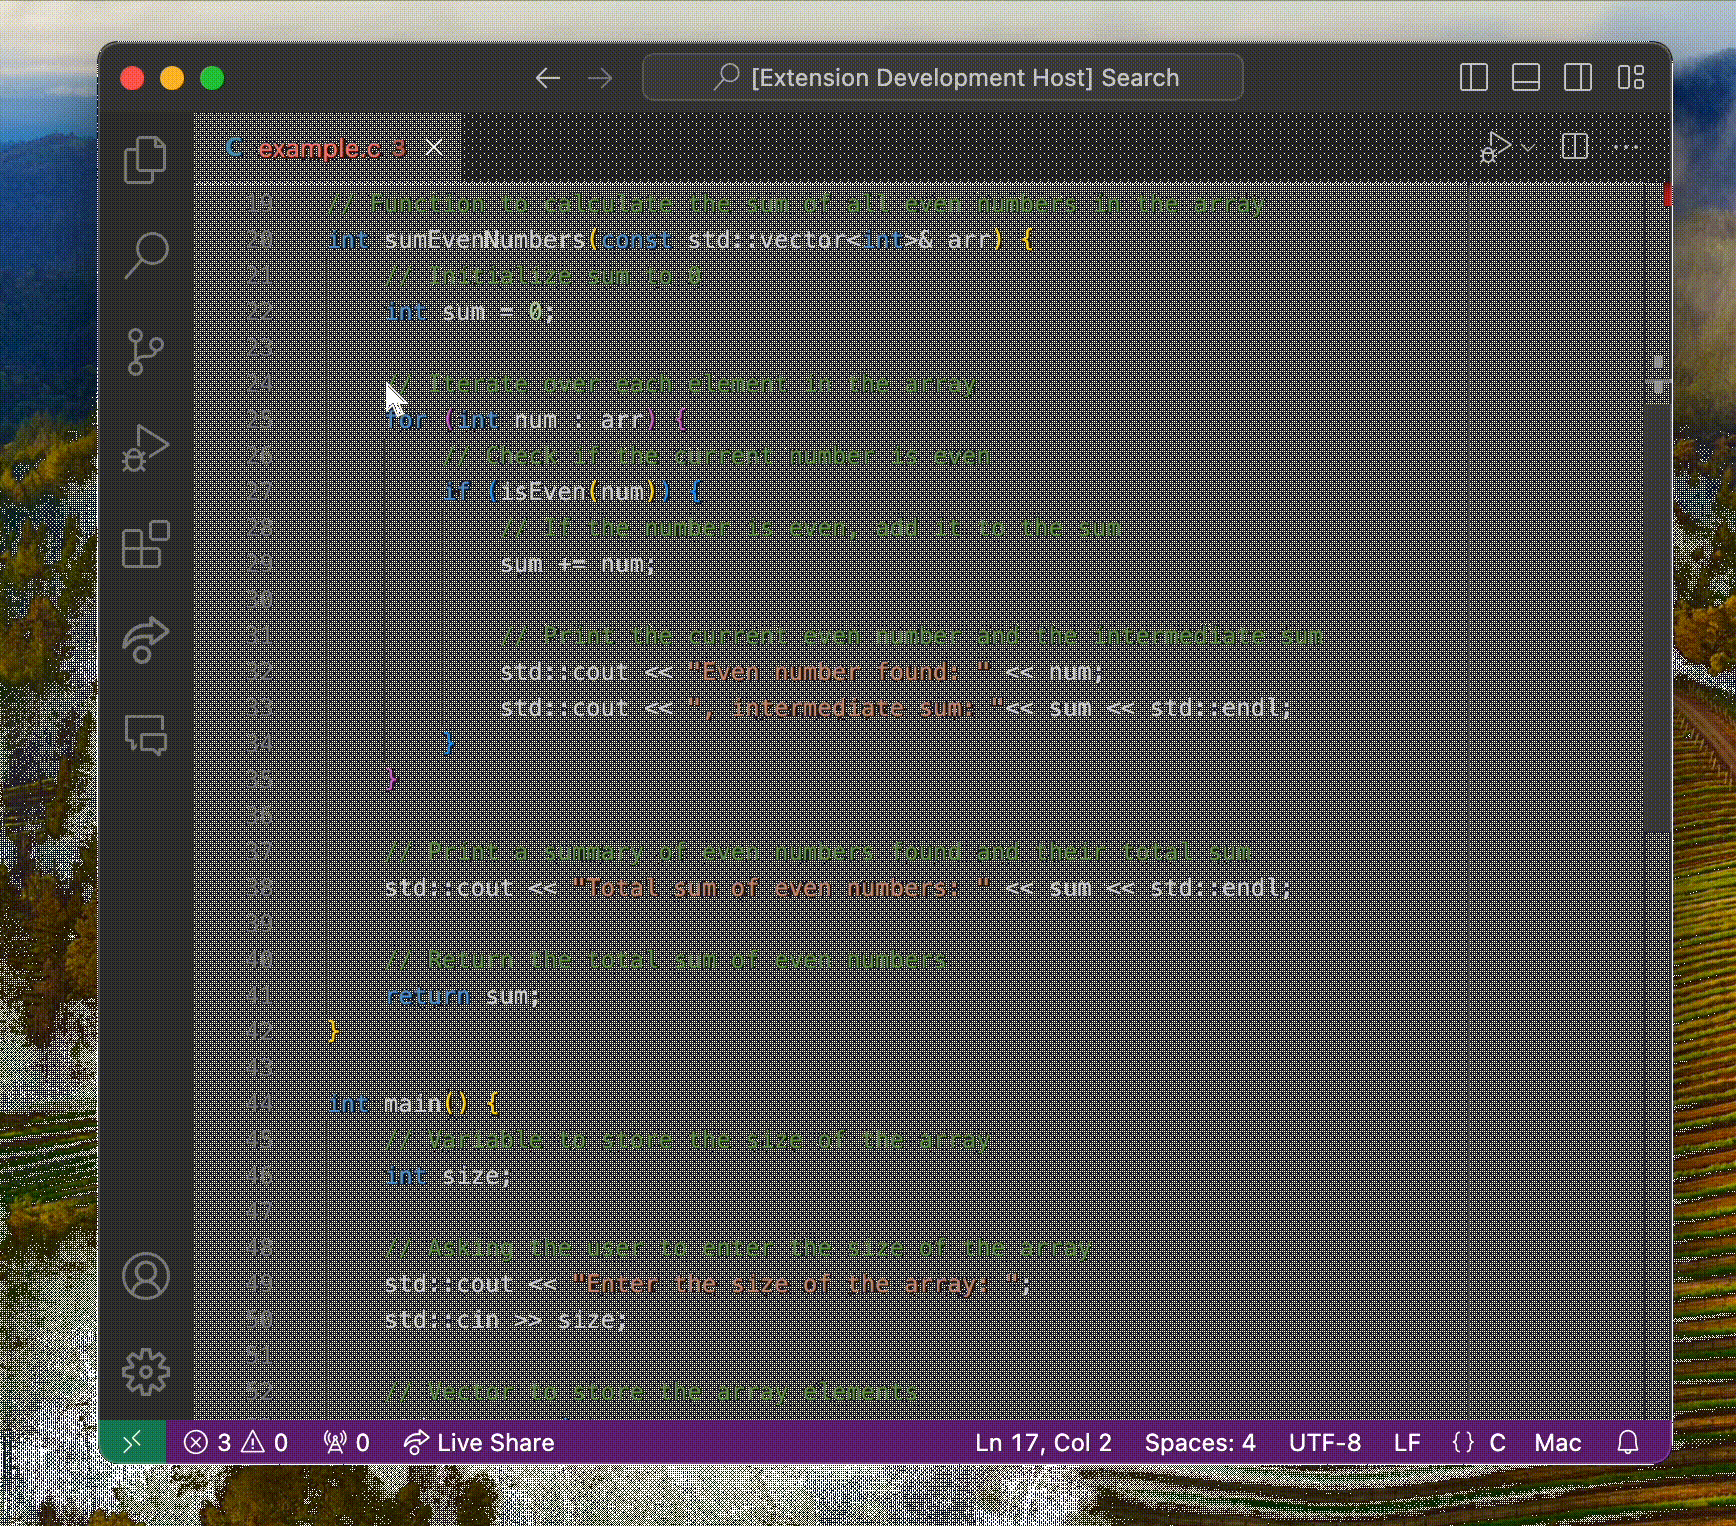 [Extension Development Host] Search
C example.c 3
19 // Function to calculate the sum of all even numbers in the array
20 int sumEvenNumbers(const std::vector<int>& arr) {
21 // Initialize sum to 0
22 int sum = 0;
23
24 // Iterate over each element in the array
25 for (int num : arr) {
26 // Check if the current number is even
27 if (isEven(num)) {
28 // If the number is even, add it to the sum
29 sum += num;
30
31 // Print the current even number and the intermediate sum
32 std::cout << "Even number found: " << num;
33 std::cout << ", intermediate sum: "<< sum << std::endl;
34 }
35 }
36
37 // Print a summary of even numbers found and their total sum
38 std::cout << "Total sum of even numbers: " << sum << std::endl;
39
40 // Return the total sum of even numbers
41 return sum;
42 }
43
44 int main() {
45 // Variable to store the size of the array
46 int size;
47
48 // Asking the user to enter the size of the array
49 std::cout << "Enter the size of the array: ";
50 std::cin >> size;
51
52 // Vector to store the array elements
3 0 0 Live Share Ln 17, Col 2 Spaces: 4 UTF-8 LF {} C Mac